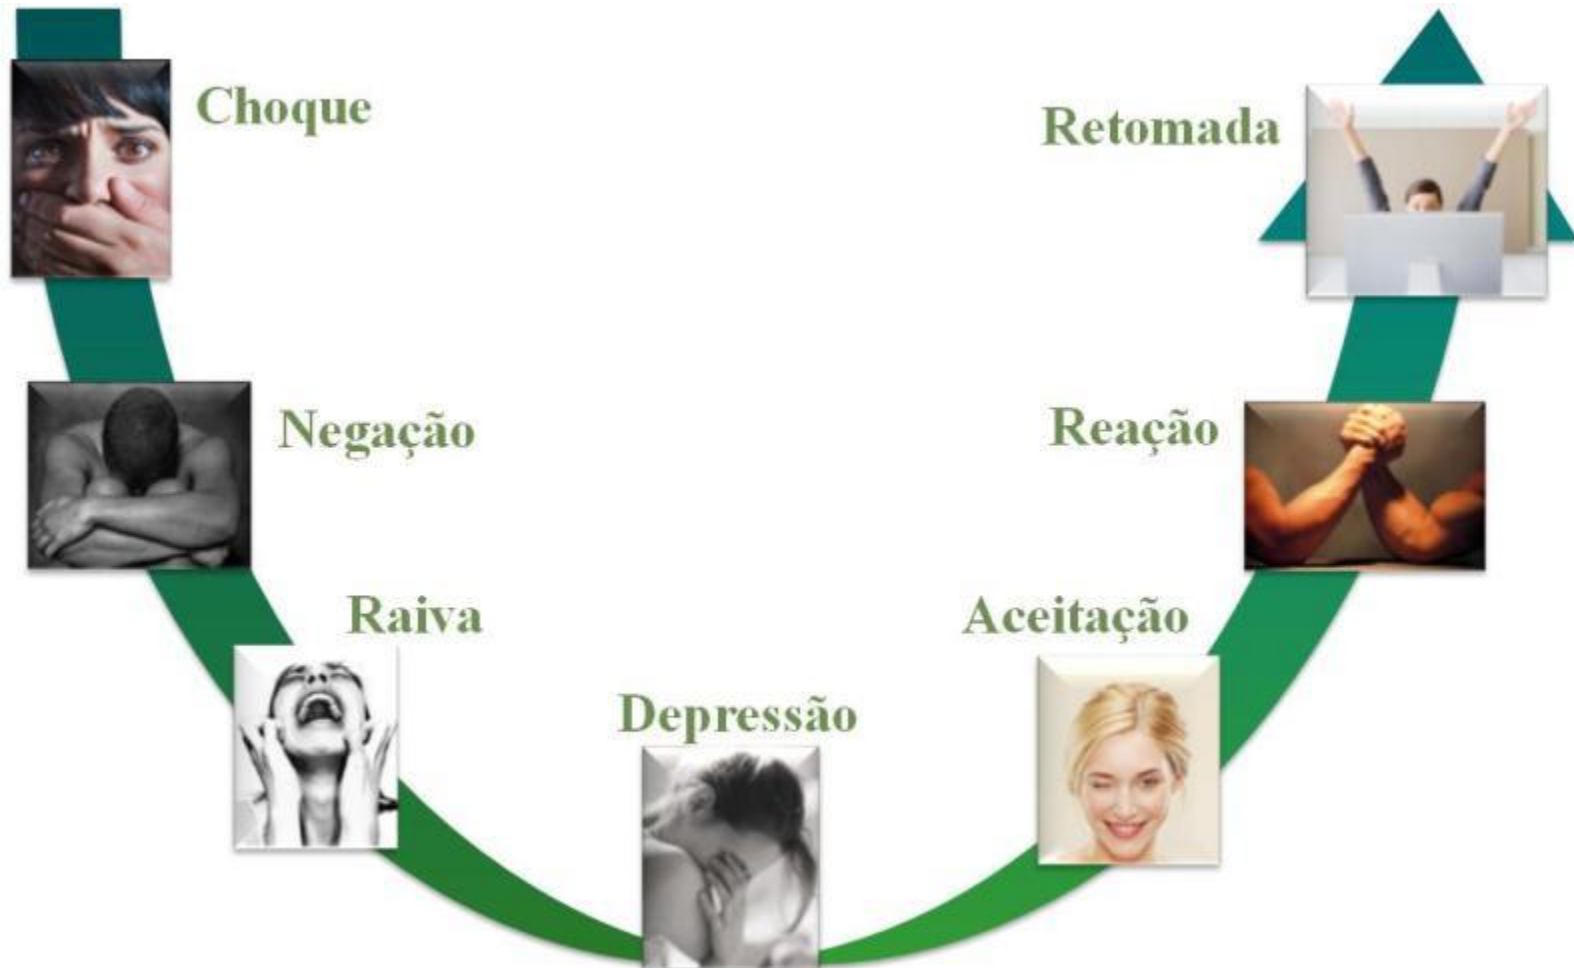 Choque
Negação
Raiva
Depressão
Aceitação
Reação
Retomada